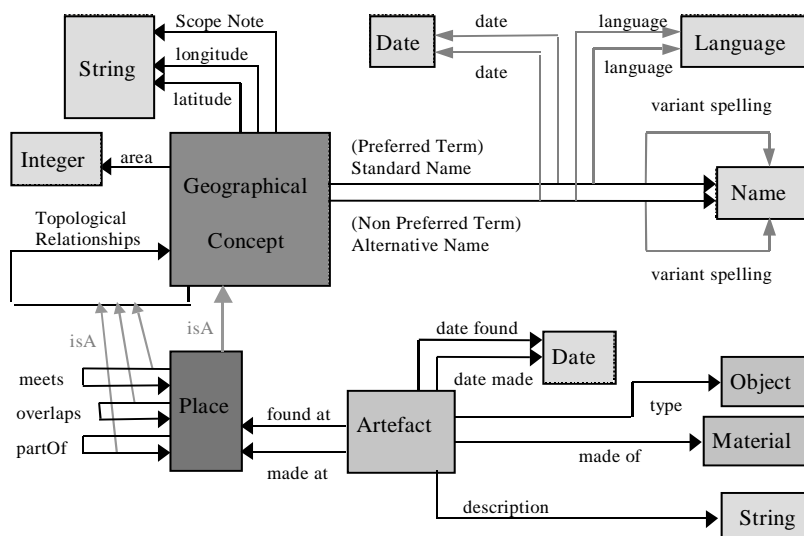 Scope Note
date
language
String
longitude
Date
Language
date
language
latitude
variant spelling
Integer
area
(Preferred Term)
Standard Name
Geographical
Concept
Name
Topological
Relationships
(Non Preferred Term)
Alternative Name
variant spelling
isA
isA
date found
Date
date made
meets
overlaps
partOf
Place
found at
made at
Artefact
Object
type
Material
made of
description
String